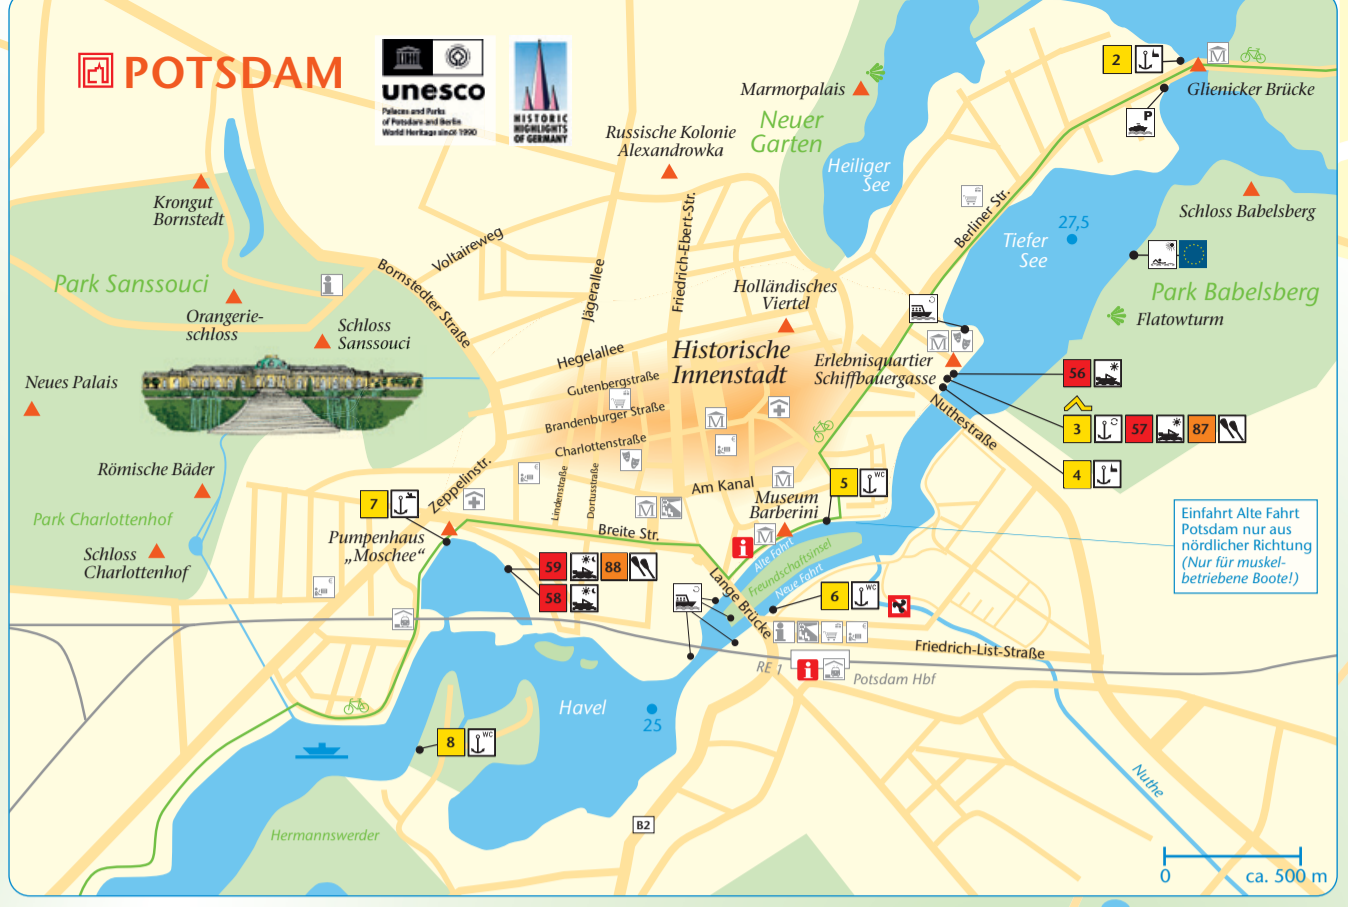 POTSDAM
unesco
Palaces and Parks
of Potsdam and Berlin
World Heritage since 1990
HISTORIC
HIGHLIGHTS
OF GERMANY
2
P
Glienicker Brücke
Marmorpalais
Neuer
Garten
Russische Kolonie
Alexandrowka
Heiliger
See
Krongut
Bornstedt
Voltaireweg
Bornstedter Straße
Jägerallee
Friedrich-Ebert-Str.
Berliner Str.
Tiefer
See
27,5
Schloss Babelsberg
Park Sanssouci
i
Orangerie-
schloss
Schloss
Sanssouci
Holländisches
Viertel
Park Babelsberg
Flatowturm
Hegelallee
Historische
Innenstadt
Erlebnisquartier
Schiffbauergasse
M
Neues Palais
Gutenbergstraße
Brandenburger Straße
Charlottenstraße
M
€
Nuthestraße
56
3
57
87
4
Römische Bäder
Zeppelinstr.
Lindenstraße
Dortusstraße
€
Am Kanal
M
5
WC
Museum
Barberini
7
Park Charlottenhof
Schloss
Charlottenhof
Pumpenhaus
„Moschee“
Breite Str.
M
M
i
Alte Fahrt
Freundschaftsinsel
Neue Fahrt
Einfahrt Alte Fahrt
Potsdam nur aus
nördlicher Richtung
(Nur für muskel-
betriebene Boote!)
59
88
58
€
Lange Brücke
6
WC
i
€
Friedrich-List-Straße
RE 1
i
Potsdam Hbf
Havel
25
8
WC
Nuthe
B2
Hermannswerder
0
ca. 500 m